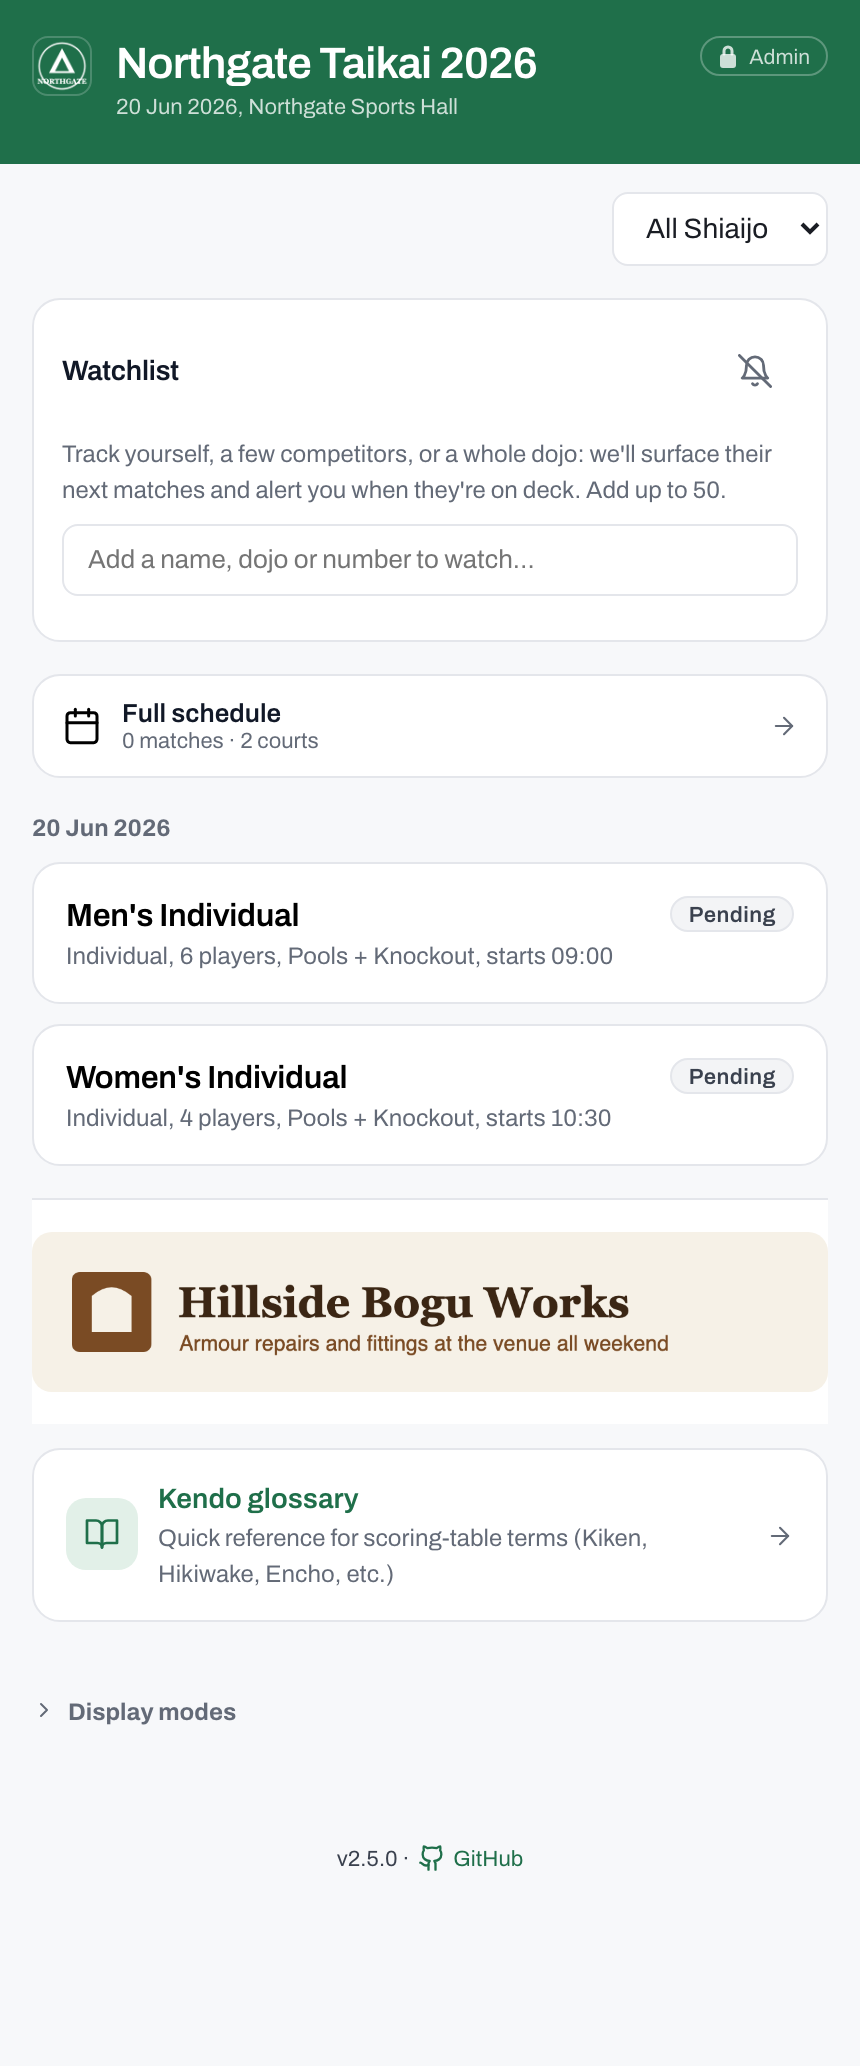 NORTHGATE
Northgate Taikai 2026
Admin
20 Jun 2026, Northgate Sports Hall
All Shiaijo
Watchlist
Track yourself, a few competitors, or a whole dojo: we'll surface their
next matches and alert you when they're on deck. Add up to 50.
Add a name, dojo or number to watch...
Full schedule
0 matches · 2 courts
20 Jun 2026
Men's Individual
Pending
Individual, 6 players, Pools + Knockout, starts 09:00
Women's Individual
Pending
Individual, 4 players, Pools + Knockout, starts 10:30
Hillside Bogu Works
Armour repairs and fittings at the venue all weekend
Kendo glossary
Quick reference for scoring-table terms (Kiken,
Hikiwake, Encho, etc.)
Display modes
v2.5.0 · GitHub